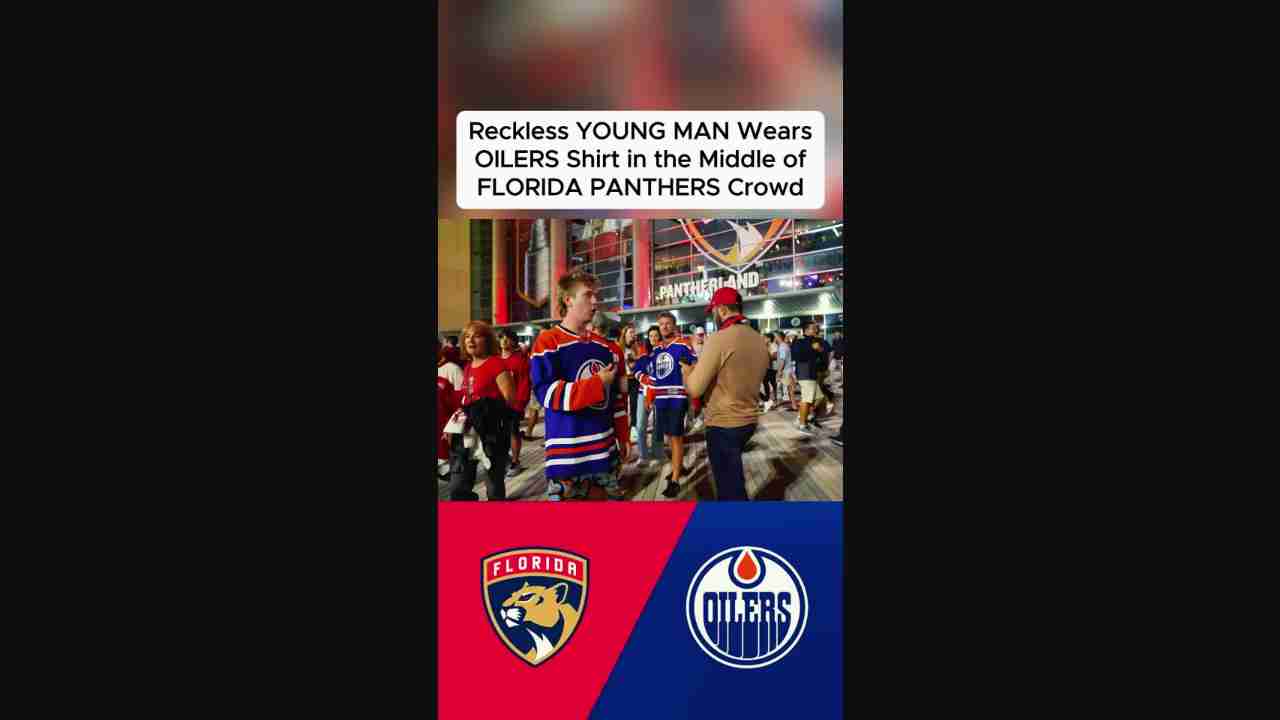 Reckless YOUNG MAN Wears
OILERS Shirt in the Middle of
FLORIDA PANTHERS Crowd
PANTHERLAND
FLORIDA
OILERS